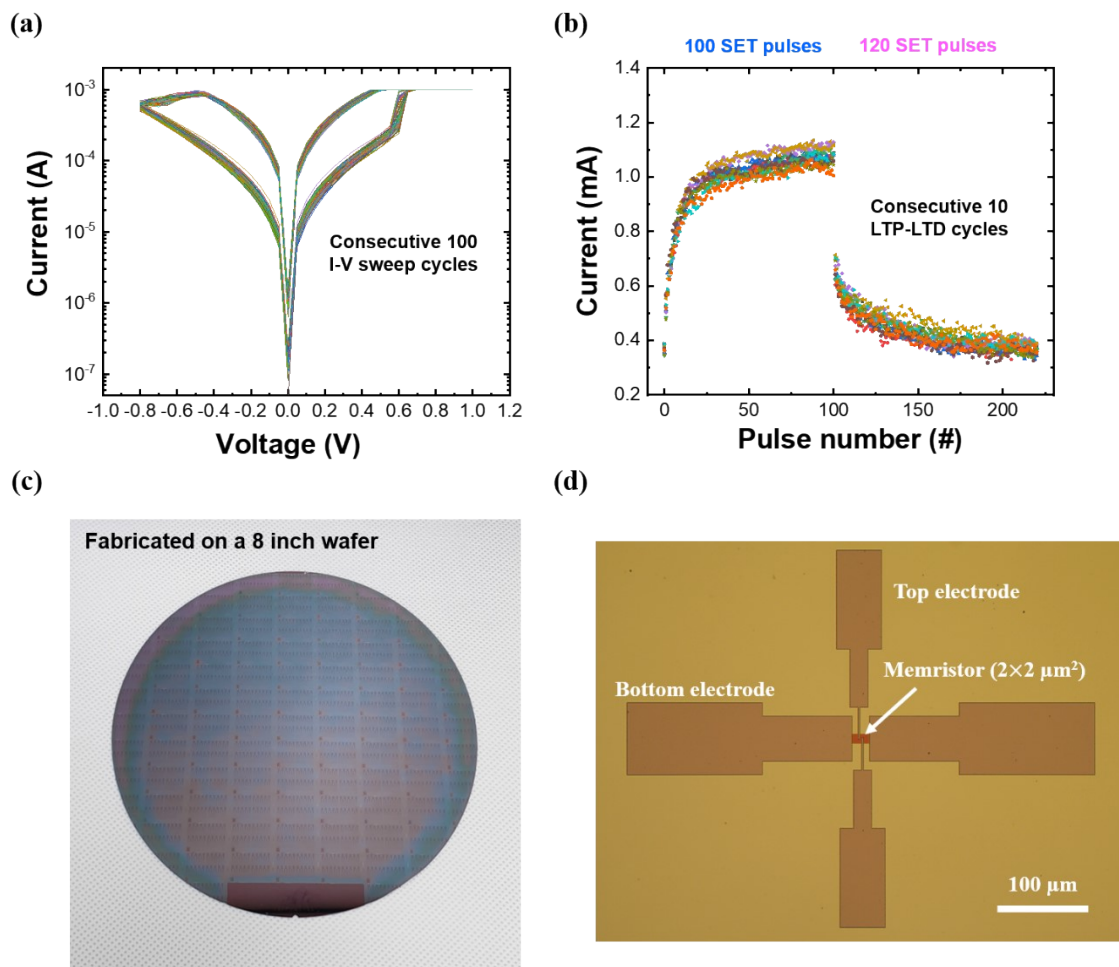 (a)
10⁻³
10⁻⁴
10⁻⁵
10⁻⁶
10⁻⁷
Current (A)
Consecutive 100
I-V sweep cycles
-1.0 -0.8 -0.6 -0.4 -0.2 0.0 0.2 0.4 0.6 0.8 1.0 1.2
Voltage (V)
(b)
100 SET pulses 120 SET pulses
1.4
1.2
1.0
0.8
0.6
0.4
0.2
Current (mA)
Consecutive 10
LTP-LTD cycles
0 50 100 150 200
Pulse number (#)
(c)
Fabricated on a 8 inch wafer
(d)
Top electrode
Memristor (2×2 µm²)
Bottom electrode
100 µm